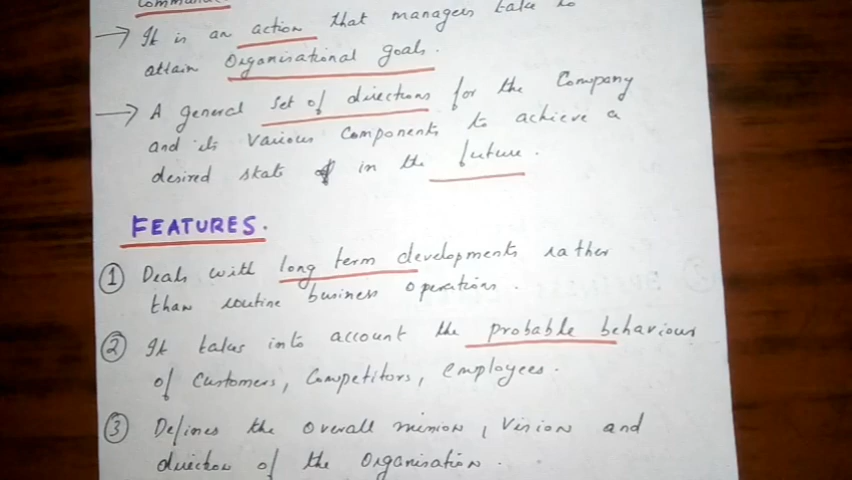 → It is an action that managers take to
attain Organisational goals.
→ A general set of directions for the Company
and its various components to achieve a
desired state in the future.
FEATURES.
① Deals with long term developments rather
than routine business operations.
② It takes into account the probable behaviour
of Customers, Competitors, employees.
③ Defines the overall mission, Vision and
direction of the Organisation.